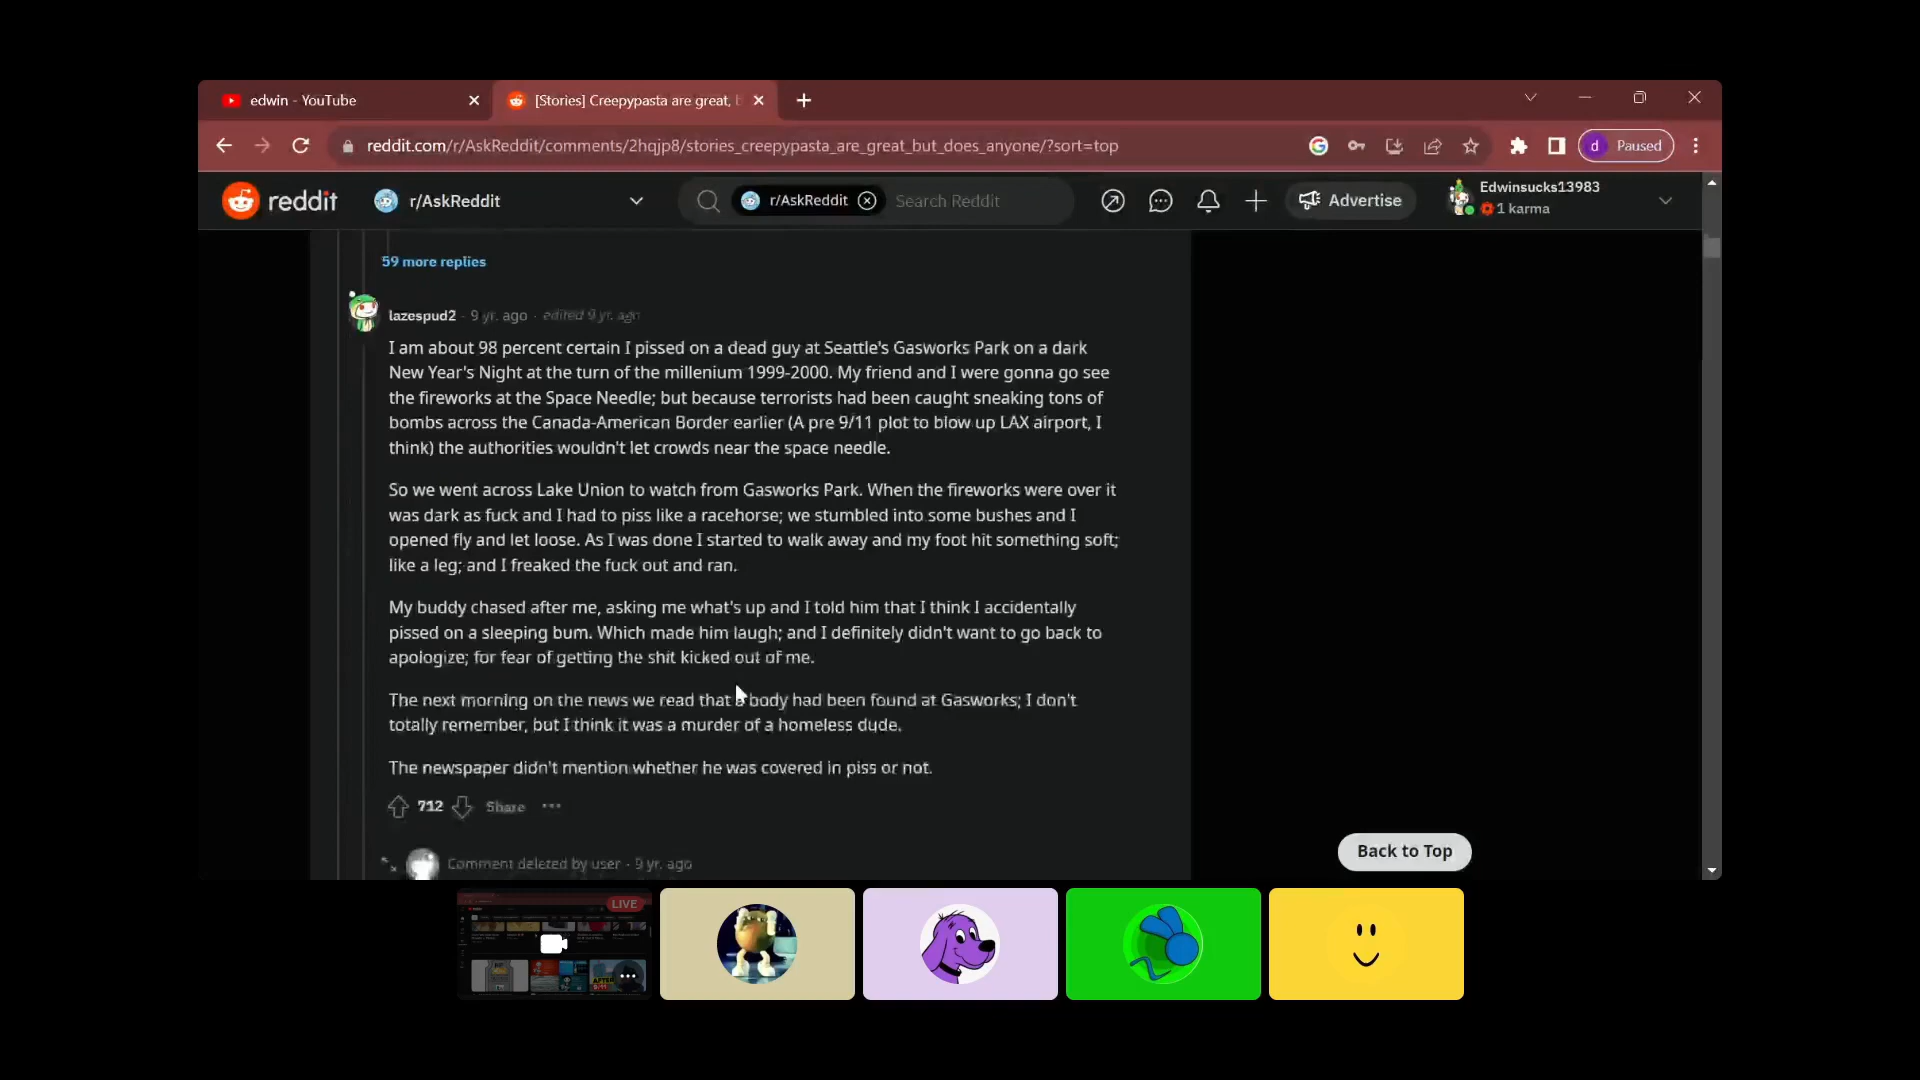 edwin - YouTube
[Stories] Creepypasta are great, b
reddit.com/r/AskReddit/comments/2hqjp8/stories_creepypasta_are_great_but_does_anyone/?sort=top
d Paused
reddit
r/AskReddit
r/AskReddit
Search Reddit
Advertise
Edwinsucks13983
1 karma
59 more replies
lazespud2 · 9 yr. ago · edited 9 yr. ago
I am about 98 percent certain I pissed on a dead guy at Seattle's Gasworks Park on a dark
New Year's Night at the turn of the millenium 1999-2000. My friend and I were gonna go see
the fireworks at the Space Needle; but because terrorists had been caught sneaking tons of
bombs across the Canada-American Border earlier (A pre 9/11 plot to blow up LAX airport, I
think) the authorities wouldn't let crowds near the space needle.
So we went across Lake Union to watch from Gasworks Park. When the fireworks were over it
was dark as fuck and I had to piss like a racehorse; we stumbled into some bushes and I
opened fly and let loose. As I was done I started to walk away and my foot hit something soft;
like a leg; and I freaked the fuck out and ran.
My buddy chased after me, asking me what's up and I told him that I think I accidentally
pissed on a sleeping bum. Which made him laugh; and I definitely didn't want to go back to
apologize; for fear of getting the shit kicked out of me.
The next morning on the news we read that a body had been found at Gasworks; I don't
totally remember, but I think it was a murder of a homeless dude.
The newspaper didn't mention whether he was covered in piss or not.
712
Share
Comment deleted by user · 9 yr. ago
Back to Top
LIVE